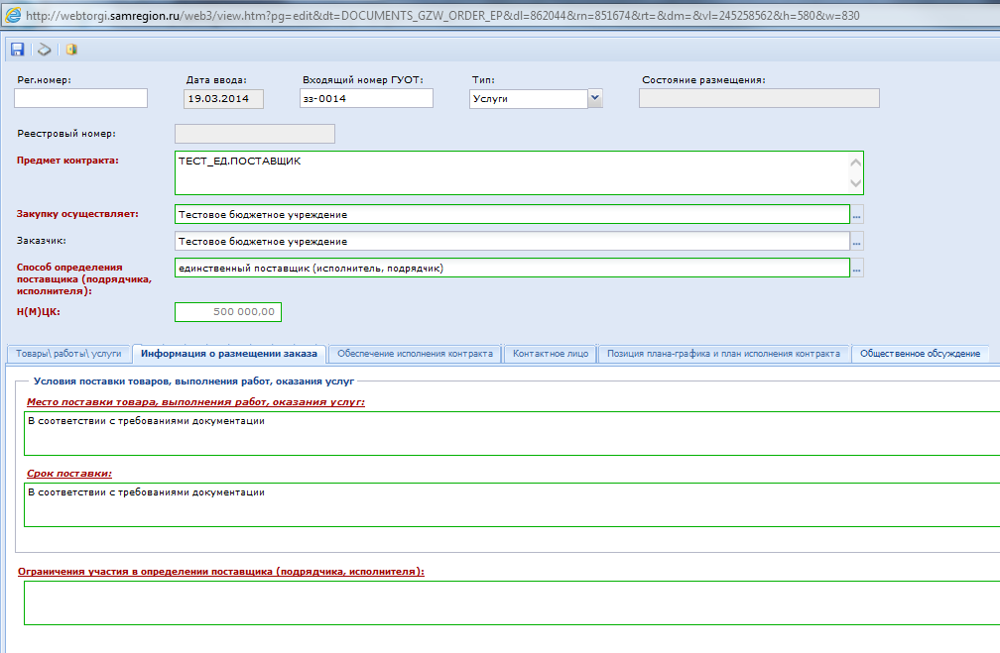 http://webtorgi.samregion.ru/web3/view.htm?pg=edit&dt=DOCUMENTS_GZW_ORDER_EP&dl=862044&rn=851674&rt=&dm=&vl=245258562&h=580&w=830
Рег.номер: Дата ввода: Входящий номер ГУОТ: Тип: Состояние размещения:
19.03.2014 зз-0014 Услуги
Реестровый номер:
Предмет контракта: ТЕСТ_ЕД.ПОСТАВЩИК
Закупку осуществляет: Тестовое бюджетное учреждение ...
Заказчик: Тестовое бюджетное учреждение ...
Способ определения
поставщика (подрядчика,
исполнителя): единственный поставщик (исполнитель, подрядчик) ...
Н(М)ЦК: 500 000,00
Товары\ работы\ услуги Информация о размещении заказа Обеспечение исполнения контракта Контактное лицо Позиция плана-графика и план исполнения контракта Общественное обсуждение
Условия поставки товаров, выполнения работ, оказания услуг
Место поставки товара, выполнения работ, оказания услуг:
В соответствии с требованиями документации
Срок поставки:
В соответствии с требованиями документации
Ограничения участия в определении поставщика (подрядчика, исполнителя):